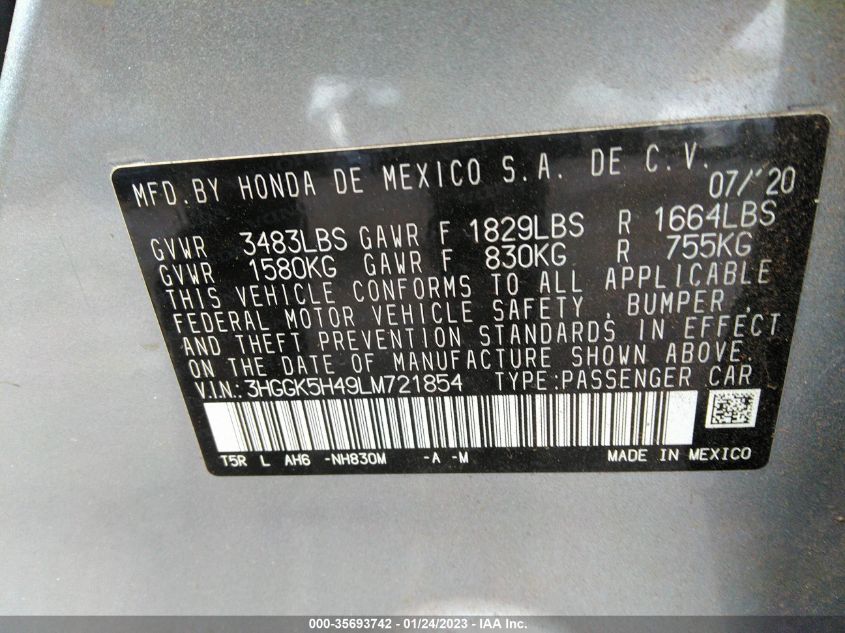 MFD.BY HONDA DE MEXICO S.A. DE C.V. 07/'20
GVWR 3483LBS GAWR F 1829LBS R 1664LBS
GVWR 1580KG GAWR F 830KG R 755KG
THIS VEHICLE CONFORMS TO ALL APPLICABLE
FEDERAL MOTOR VEHICLE SAFETY, BUMPER,
AND THEFT PREVENTION STANDARDS IN EFFECT
ON THE DATE OF MANUFACTURE SHOWN ABOVE.
V.I.N.: 3HGGK5H49LM721854 TYPE:PASSENGER CAR
T5R L AH6 -NH830M -A -M MADE IN MEXICO
000-35693742 - 01/24/2023 - IAA Inc.